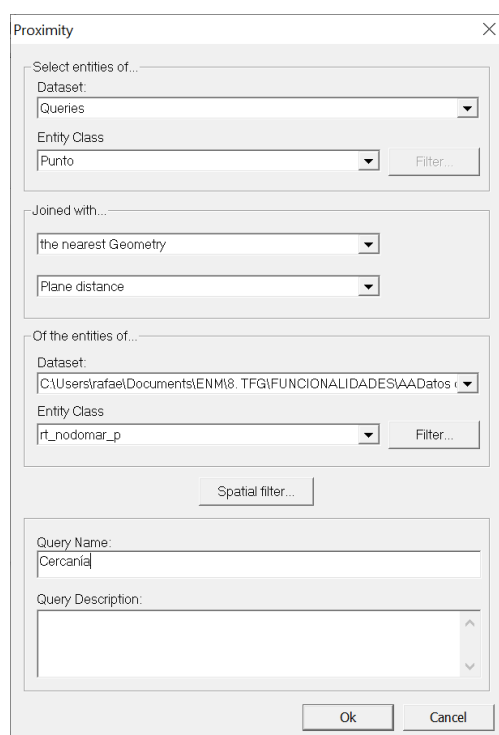 Proximity
Select entities of...
Dataset:
Queries
Entity Class
Punto
Filter...
Joined with...
the nearest Geometry
Plane distance
Of the entities of...
Dataset:
C:\Users\rafae\Documents\ENM\8. TFG\FUNCIONALIDADES\AADatos
Entity Class
rt_nodomar_p
Filter...
Spatial filter...
Query Name:
Cercanía
Query Description:
Ok Cancel